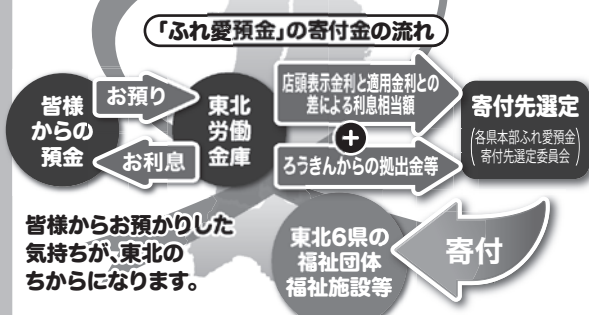 「ふれ愛預金」の寄付金の流れ
皆様
からの
預金
お預り
お利息
東北
労働
金庫
店頭表示金利と適用金利との
差による利息相当額
+
ろうきんからの拠出金等
寄付先選定
(各県本部ふれ愛預金
寄付先選定委員会)
皆様からお預かりした
気持ちが、東北の
ちからになります。
東北6県の
福祉団体
福祉施設等
寄付